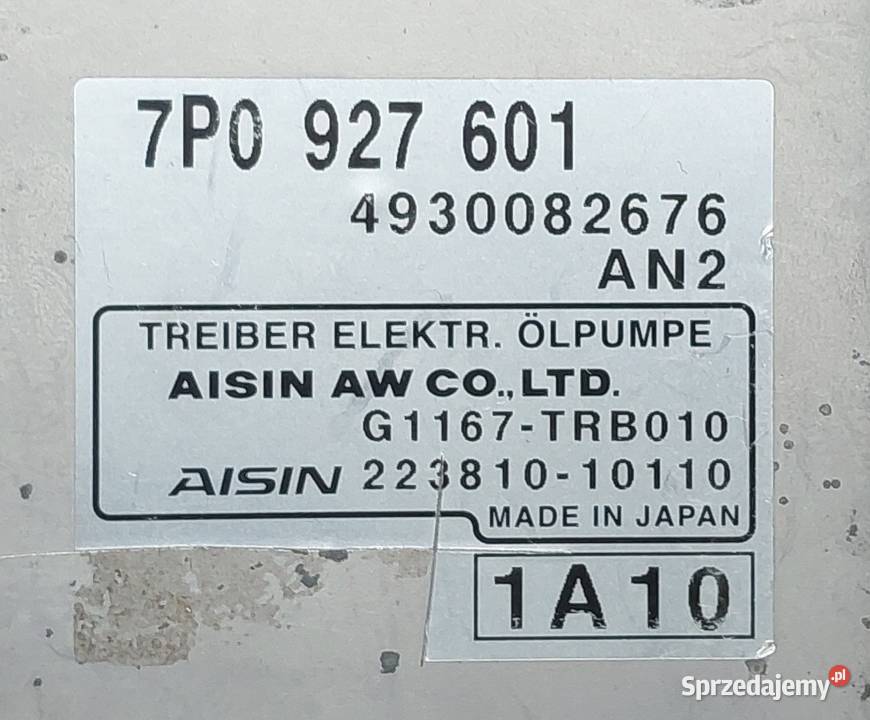 7P0 927 601
4930082676
AN2
TREIBER ELEKTR. ÖLPUMPE
AISIN AW CO.,LTD.
G1167-TRB010
AISIN 223810-10110
MADE IN JAPAN
1A10
Sprzedajemy.pl